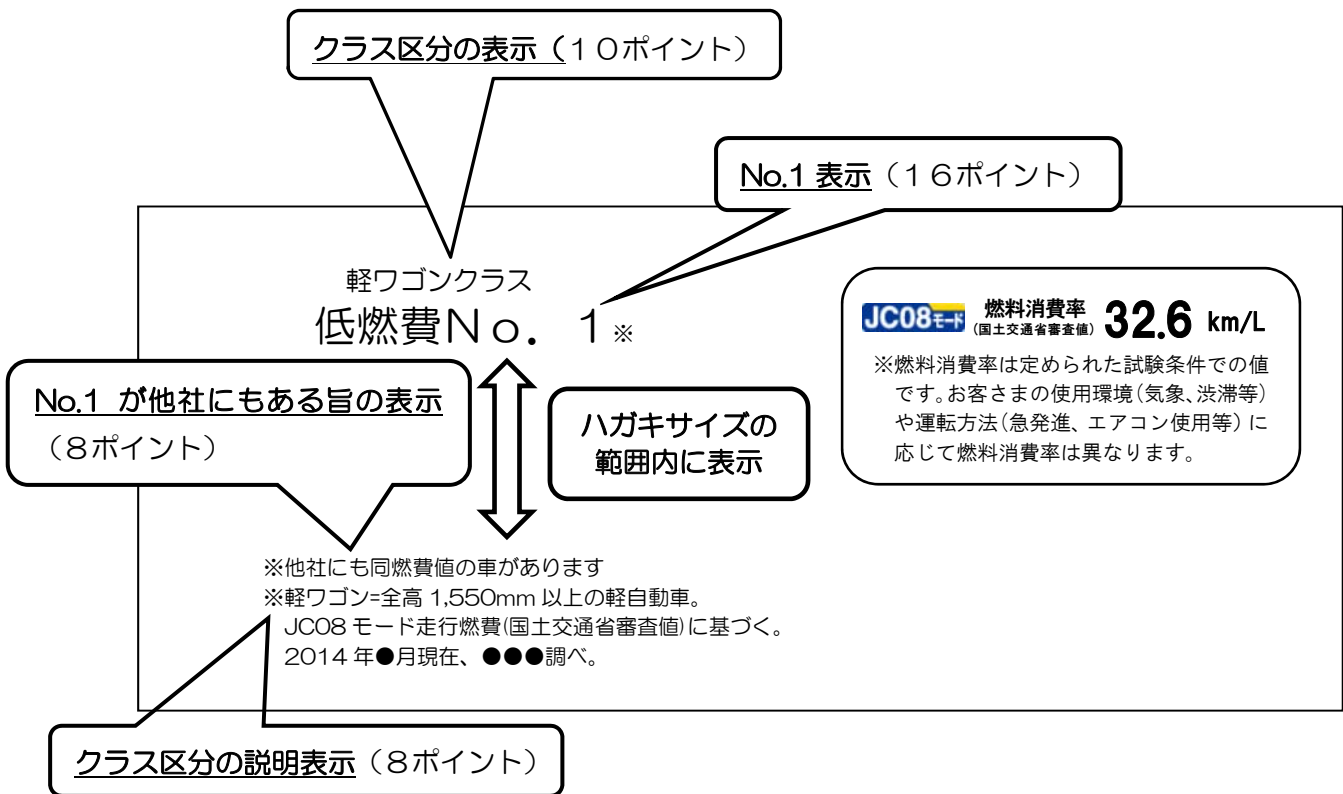 クラス区分の表示（１０ポイント）
No.1 表示（１６ポイント）
軽ワゴンクラス
低燃費Ｎｏ．１※
JC08モード 燃料消費率 (国土交通省審査値) 32.6 km/L
※燃料消費率は定められた試験条件での値
です。お客さまの使用環境（気象、渋滞等）
や運転方法（急発進、エアコン使用等）に
応じて燃料消費率は異なります。
No.1 が他社にもある旨の表示
（８ポイント）
ハガキサイズの
範囲内に表示
※他社にも同燃費値の車があります
※軽ワゴン=全高 1,550mm 以上の軽自動車。
JC08 モード走行燃費(国土交通省審査値)に基づく。
2014 年●月現在、●●●調べ。
クラス区分の説明表示（８ポイント）